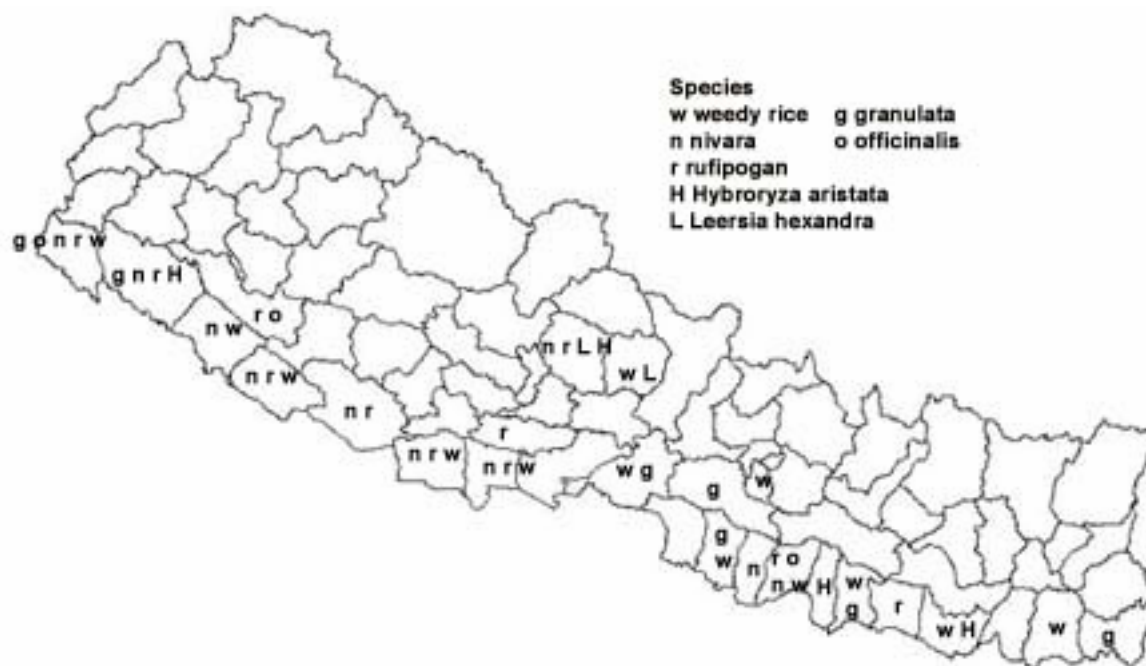 Species
w weedy rice g granulata
n nivara o officinalis
r rufipogan
H Hybroryza aristata
L Leersia hexandra
g o n r w
g n r H
r o
n w
n r L H
w L
n r w
n r
r
n r w
n r w
w g
g
w
g
w
n
r o
n w
H
w
g
r
w H
w
g